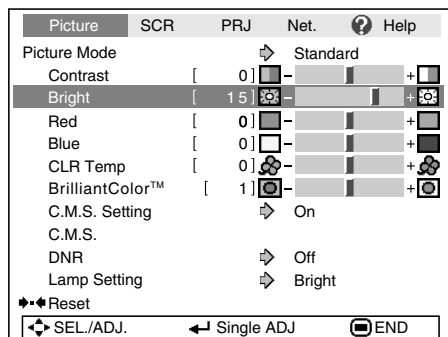 Picture SCR PRJ Net. ? Help
Picture Mode Standard
Contrast [ 0] - +
Bright [ 15] - +
Red [ 0] - +
Blue [ 0] - +
CLR Temp [ 0] - +
BrilliantColor™ [ 1] - +
C.M.S. Setting On
C.M.S.
DNR Off
Lamp Setting Bright
Reset
SEL./ADJ. Single ADJ END